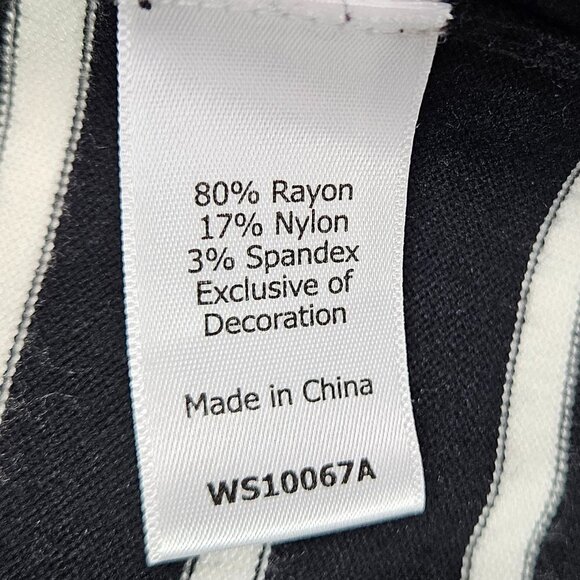 80% Rayon
17% Nylon
3% Spandex
Exclusive of
Decoration
Made in China
WS10067A